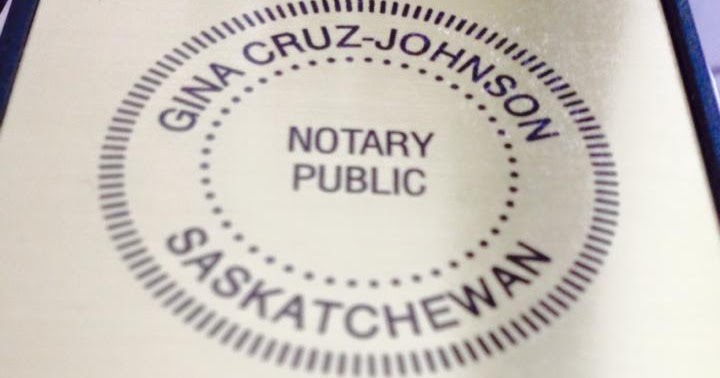 GINA CRUZ-JOHNSON
NOTARY
PUBLIC
SASKATCHEWAN